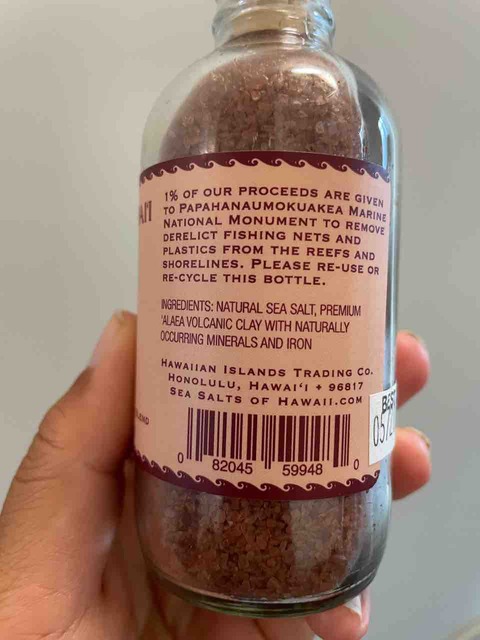 1% OF OUR PROCEEDS ARE GIVEN
TO PAPAHANAUMOKUAKEA MARINE
NATIONAL MONUMENT TO REMOVE
DERELICT FISHING NETS AND
PLASTICS FROM THE REEFS AND
SHORELINES. PLEASE RE-USE OR
RE-CYCLE THIS BOTTLE.
INGREDIENTS: NATURAL SEA SALT, PREMIUM
'ALAEA VOLCANIC CLAY WITH NATURALLY
OCCURRING MINERALS AND IRON
HAWAIIAN ISLANDS TRADING CO.
HONOLULU, HAWAI'I + 96817
SEA SALTS OF HAWAII.COM
0 82045 59948 0